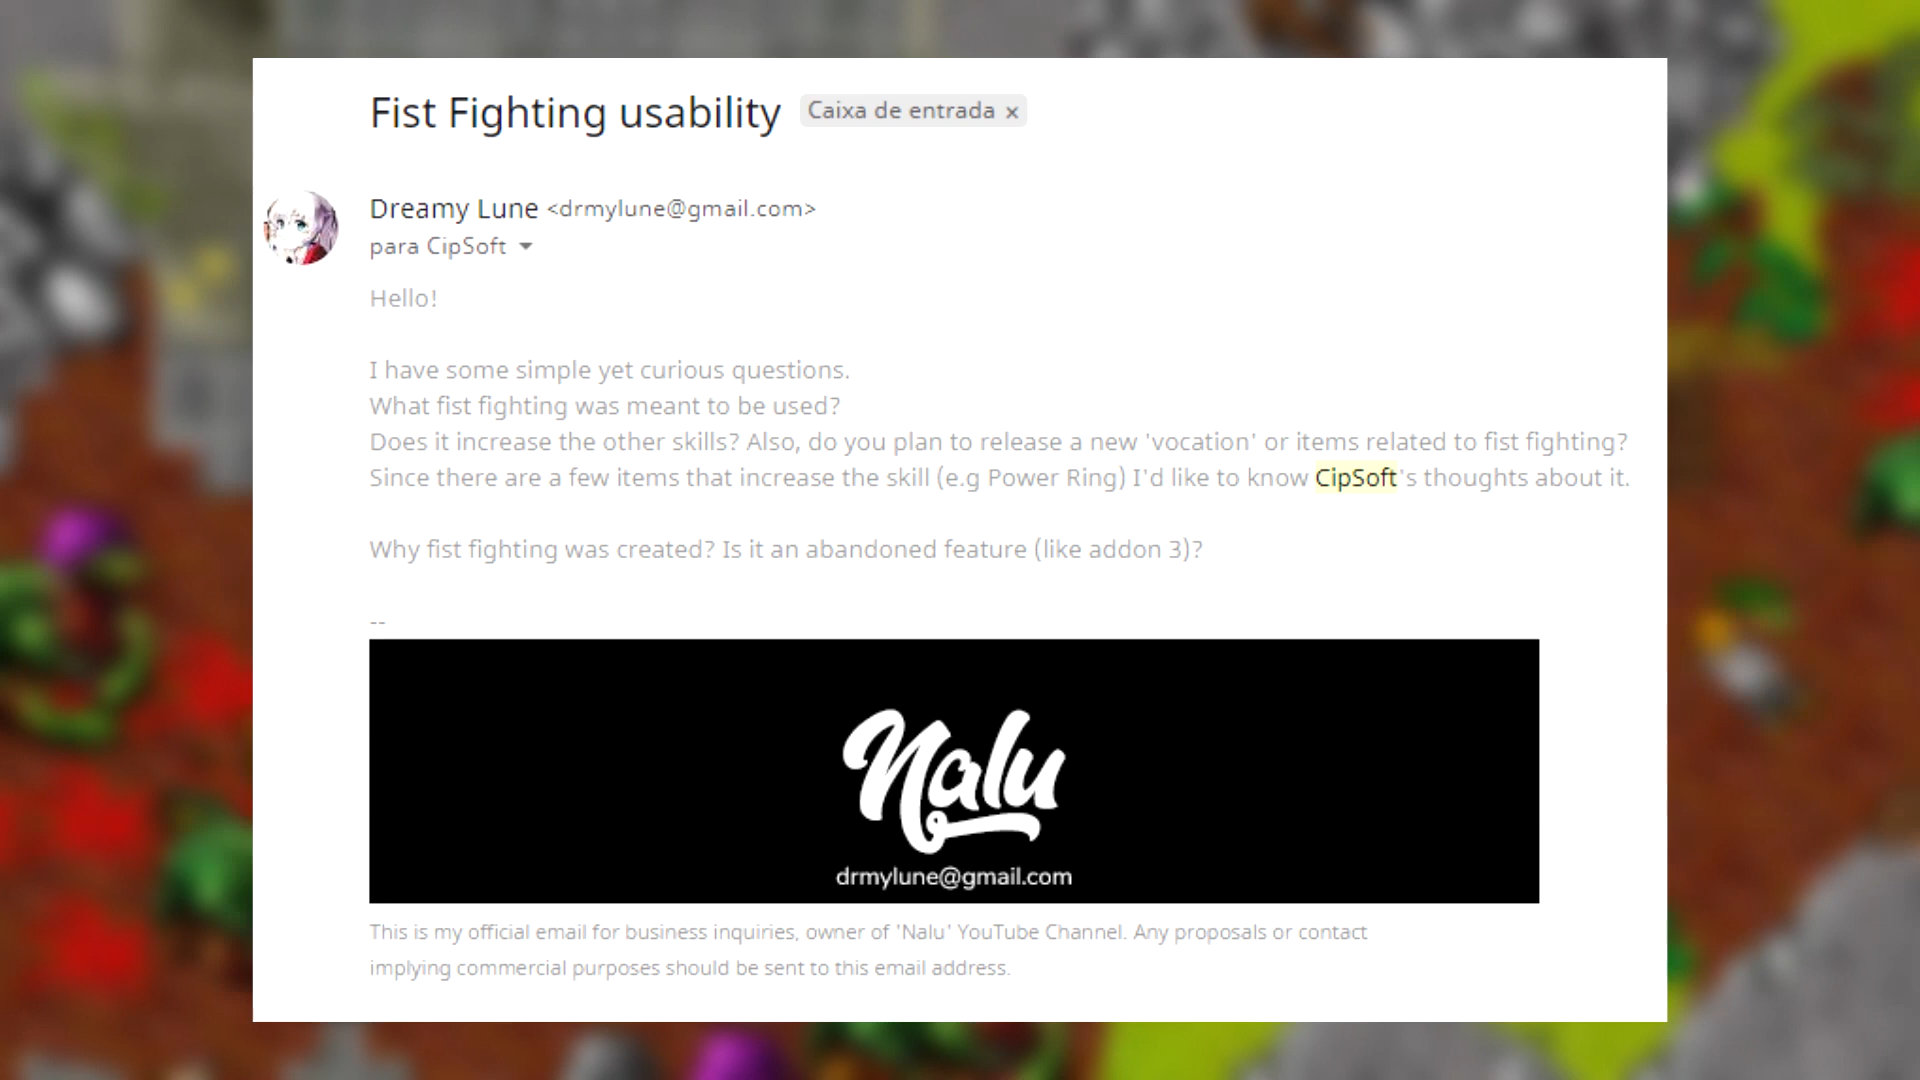 Fist Fighting usability Caixa de entrada x
Dreamy Lune <drmylune@gmail.com>
para CipSoft
Hello!
I have some simple yet curious questions.
What fist fighting was meant to be used?
Does it increase the other skills? Also, do you plan to release a new 'vocation' or items related to fist fighting?
Since there are a few items that increase the skill (e.g Power Ring) I'd like to know CipSoft's thoughts about it.
Why fist fighting was created? Is it an abandoned feature (like addon 3)?
--
Nalu
drmylune@gmail.com
This is my official email for business inquiries, owner of 'Nalu' YouTube Channel. Any proposals or contact
implying commercial purposes should be sent to this email address.